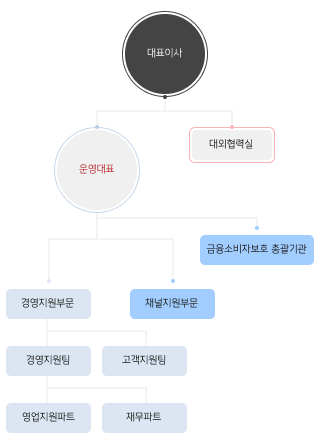 대표이사
대외협력실
운영대표
금융소비자보호 총괄기관
경영지원부문
채널지원부문
경영지원팀
고객지원팀
영업지원파트
재무파트